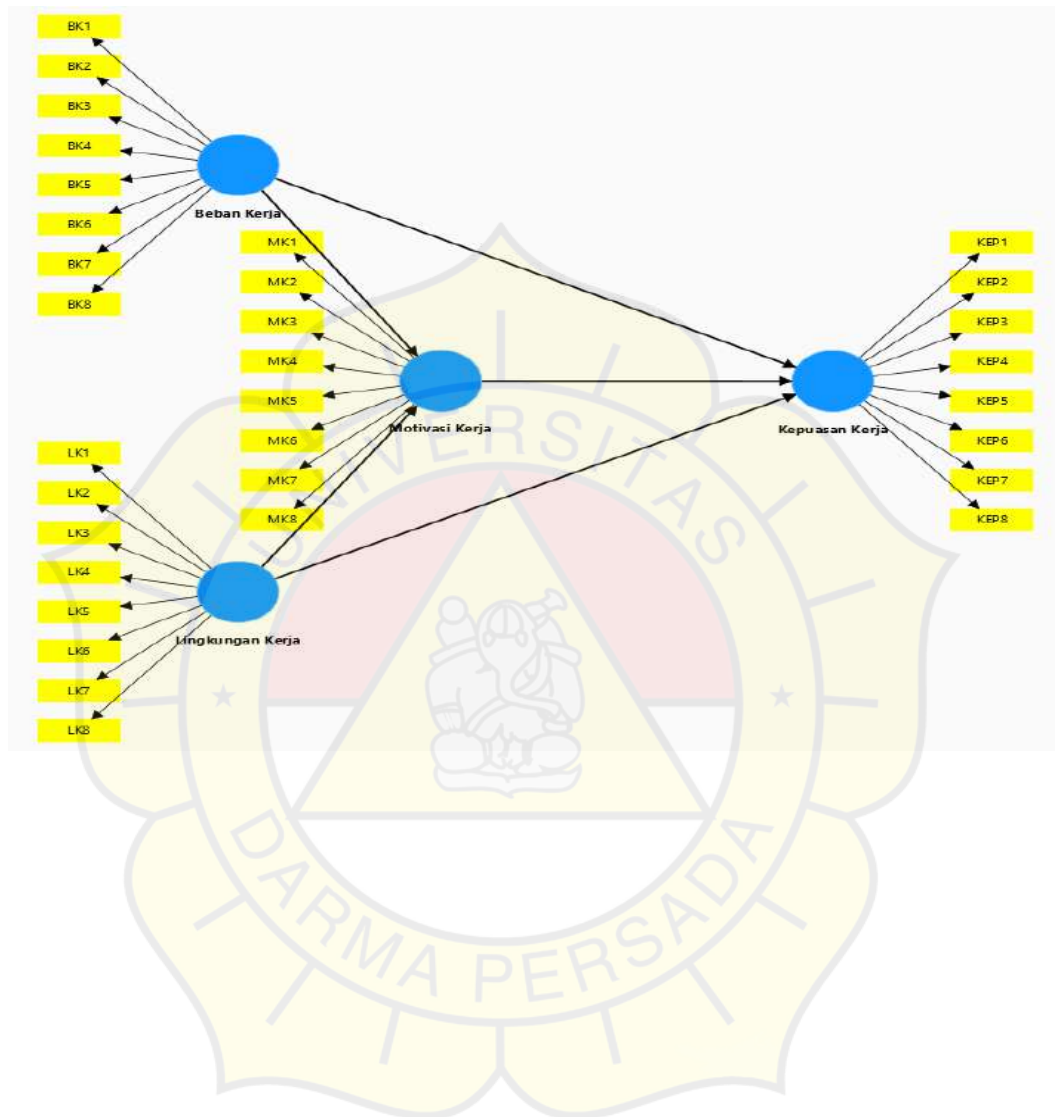 BK1
BK2
BK3
BK4
BK5
BK6
BK7
BK8
Beban Kerja
MK1
MK2
MK3
MK4
MK5
MK6
MK7
MK8
Motivasi Kerja
KEP1
KEP2
KEP3
KEP4
KEP5
KEP6
KEP7
KEP8
Kepuasan Kerja
LK1
LK2
LK3
LK4
LK5
LK6
LK7
LK8
Lingkungan Kerja
UNIVERSITAS
DARMA PERSADA